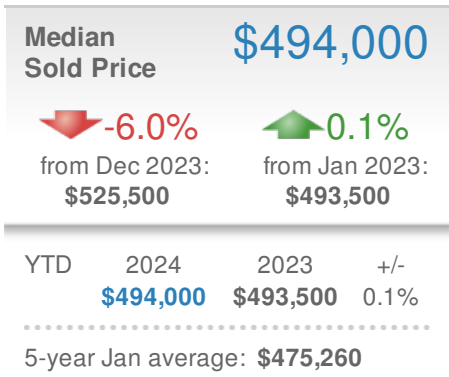 Median $494,000
Sold Price
-6.0% 0.1%
from Dec 2023: from Jan 2023:
$525,500 $493,500
YTD 2024 2023 +/-
$494,000 $493,500 0.1%
5-year Jan average: $475,260